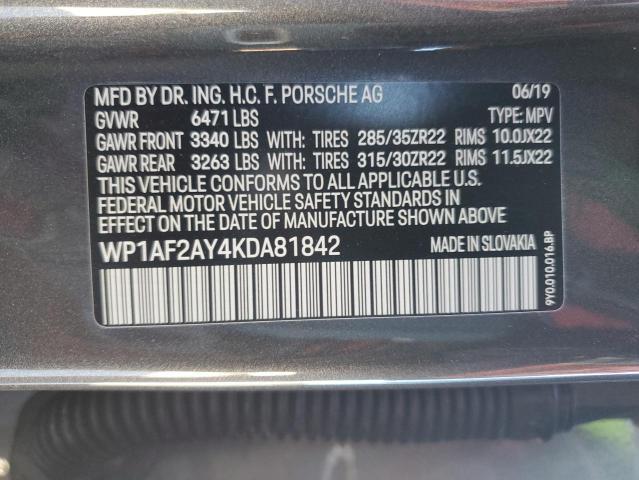 MFD BY DR. ING. H.C. F. PORSCHE AG 06/19
GVWR 6471 LBS TYPE: MPV
GAWR FRONT 3340 LBS WITH: TIRES 285/35ZR22 RIMS 10.0JX22
GAWR REAR 3263 LBS WITH: TIRES 315/30ZR22 RIMS 11.5JX22
THIS VEHICLE CONFORMS TO ALL APPLICABLE U.S.
FEDERAL MOTOR VEHICLE SAFETY STANDARDS IN
EFFECT ON THE DATE OF MANUFACTURE SHOWN ABOVE
WP1AF2AY4KDA81842 MADE IN SLOVAKIA
9Y0.010.016.BP